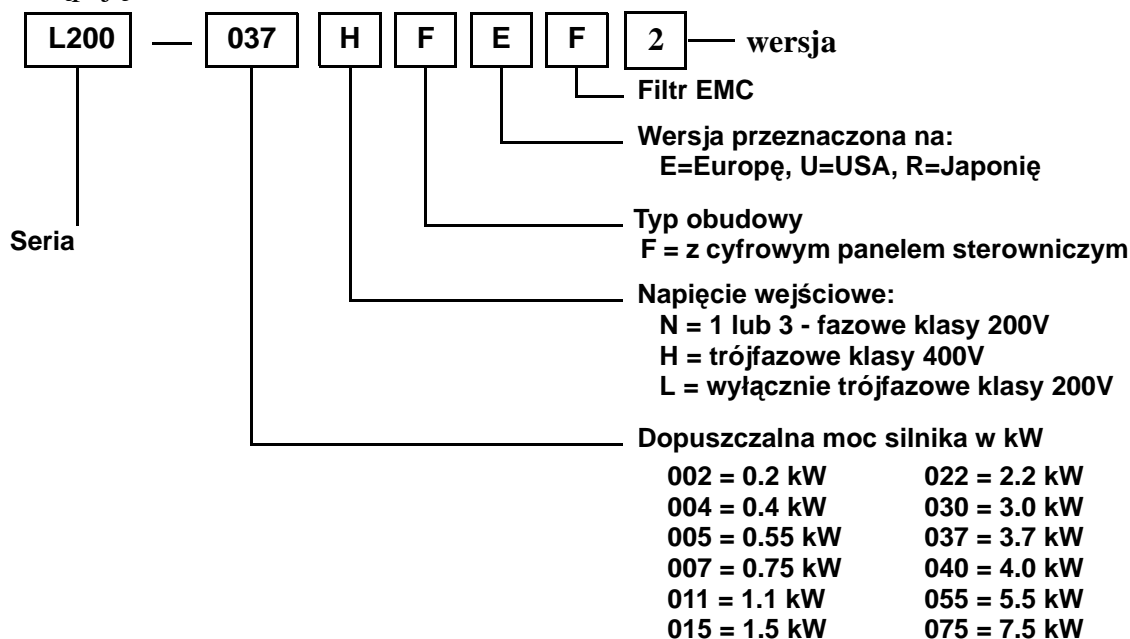 L200 — 037 H F E F 2 — wersja
Filtr EMC
Wersja przeznaczona na:
E=Europę, U=USA, R=Japonię
Typ obudowy
F = z cyfrowym panelem sterowniczym
Seria
Napięcie wejściowe:
N = 1 lub 3 - fazowe klasy 200V
H = trójfazowe klasy 400V
L = wyłącznie trójfazowe klasy 200V
Dopuszczalna moc silnika w kW
002 = 0.2 kW 022 = 2.2 kW
004 = 0.4 kW 030 = 3.0 kW
005 = 0.55 kW 037 = 3.7 kW
007 = 0.75 kW 040 = 4.0 kW
011 = 1.1 kW 055 = 5.5 kW
015 = 1.5 kW 075 = 7.5 kW